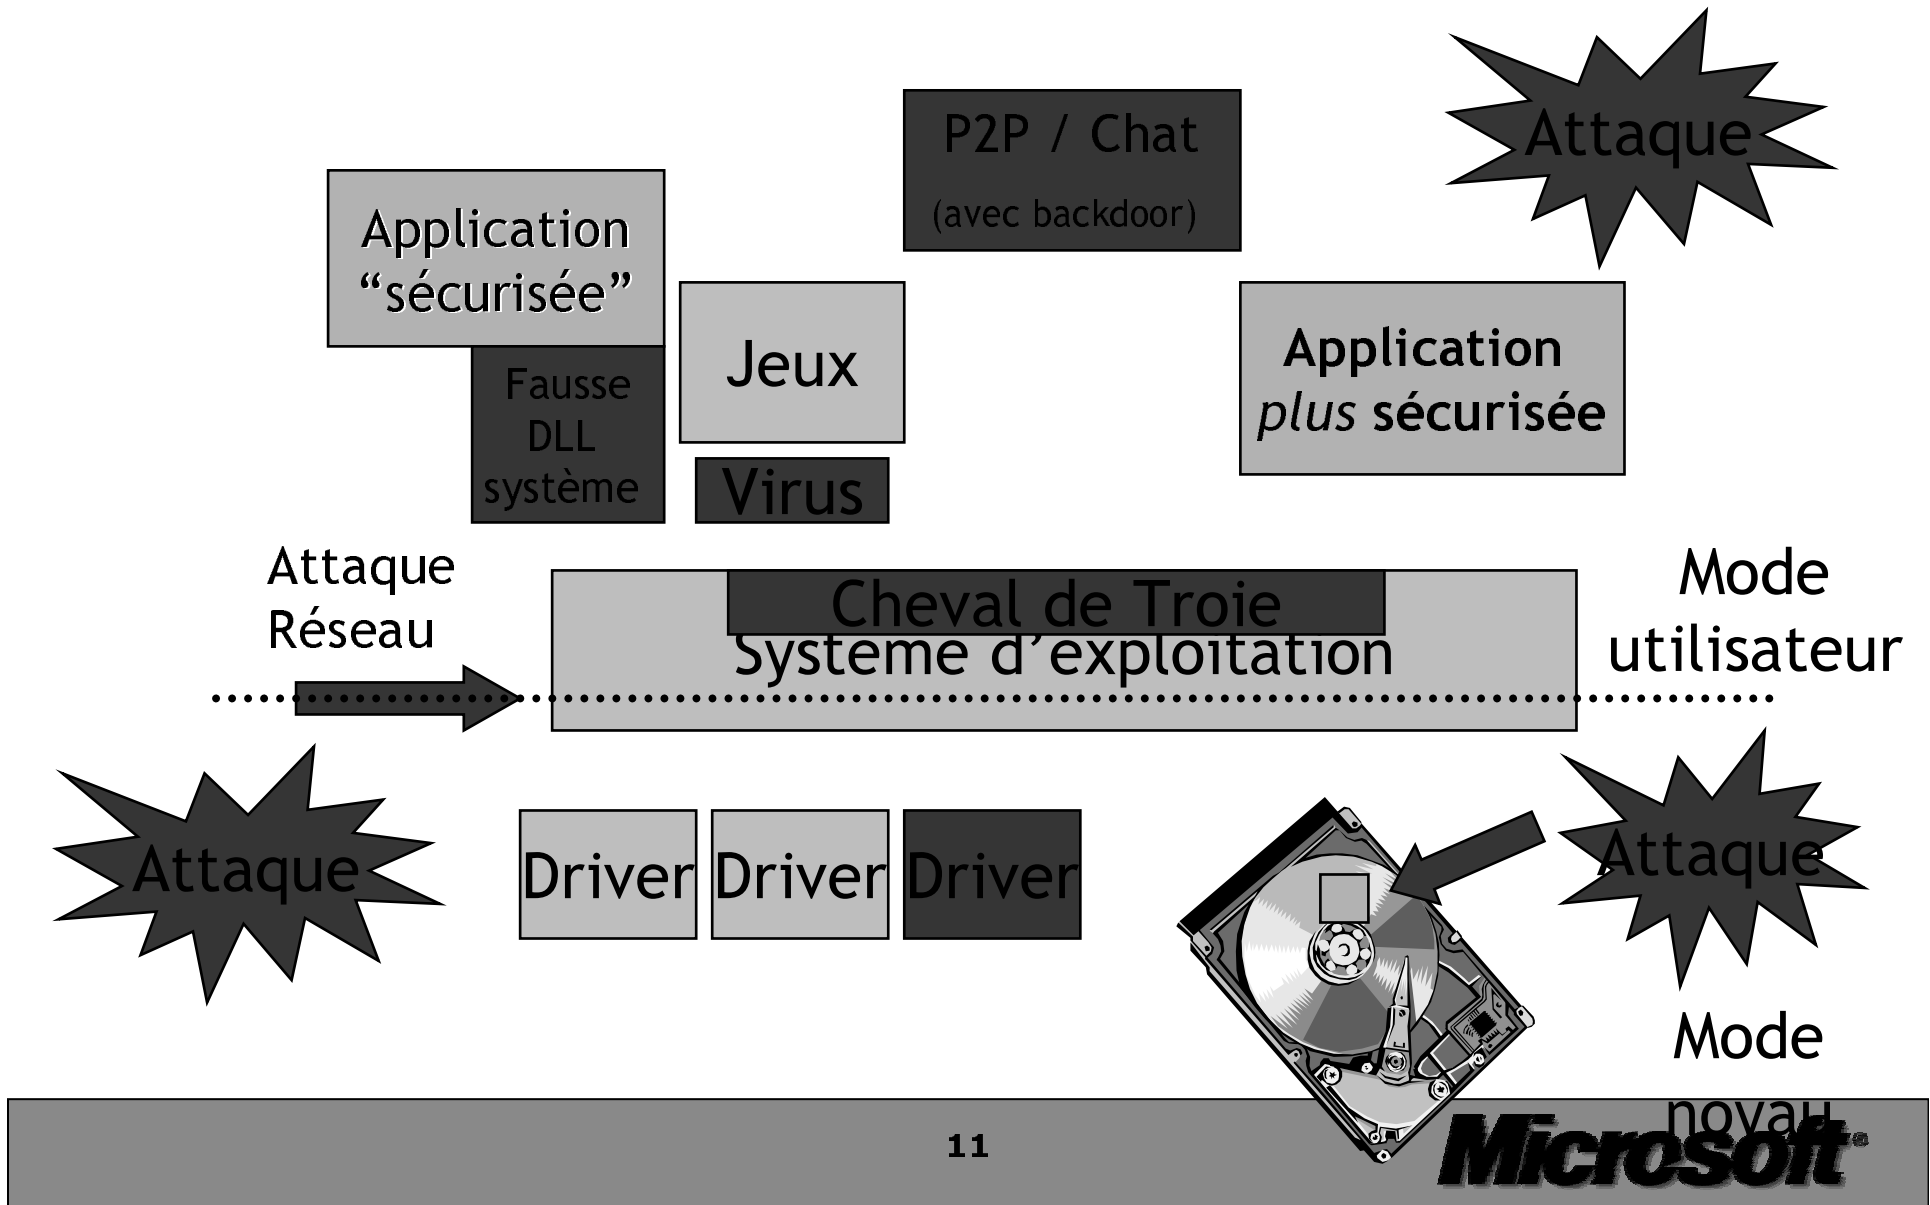 P2P / Chat
(avec backdoor)
Attaque
Application
“sécurisée”
Jeux
Application
plus sécurisée
Fausse
DLL
système
Virus
Attaque
Réseau
Cheval de Troie
Système d’exploitation
Mode
utilisateur
Attaque
Driver
Driver
Driver
Attaque
Mode
noyau
11
Microsoft®